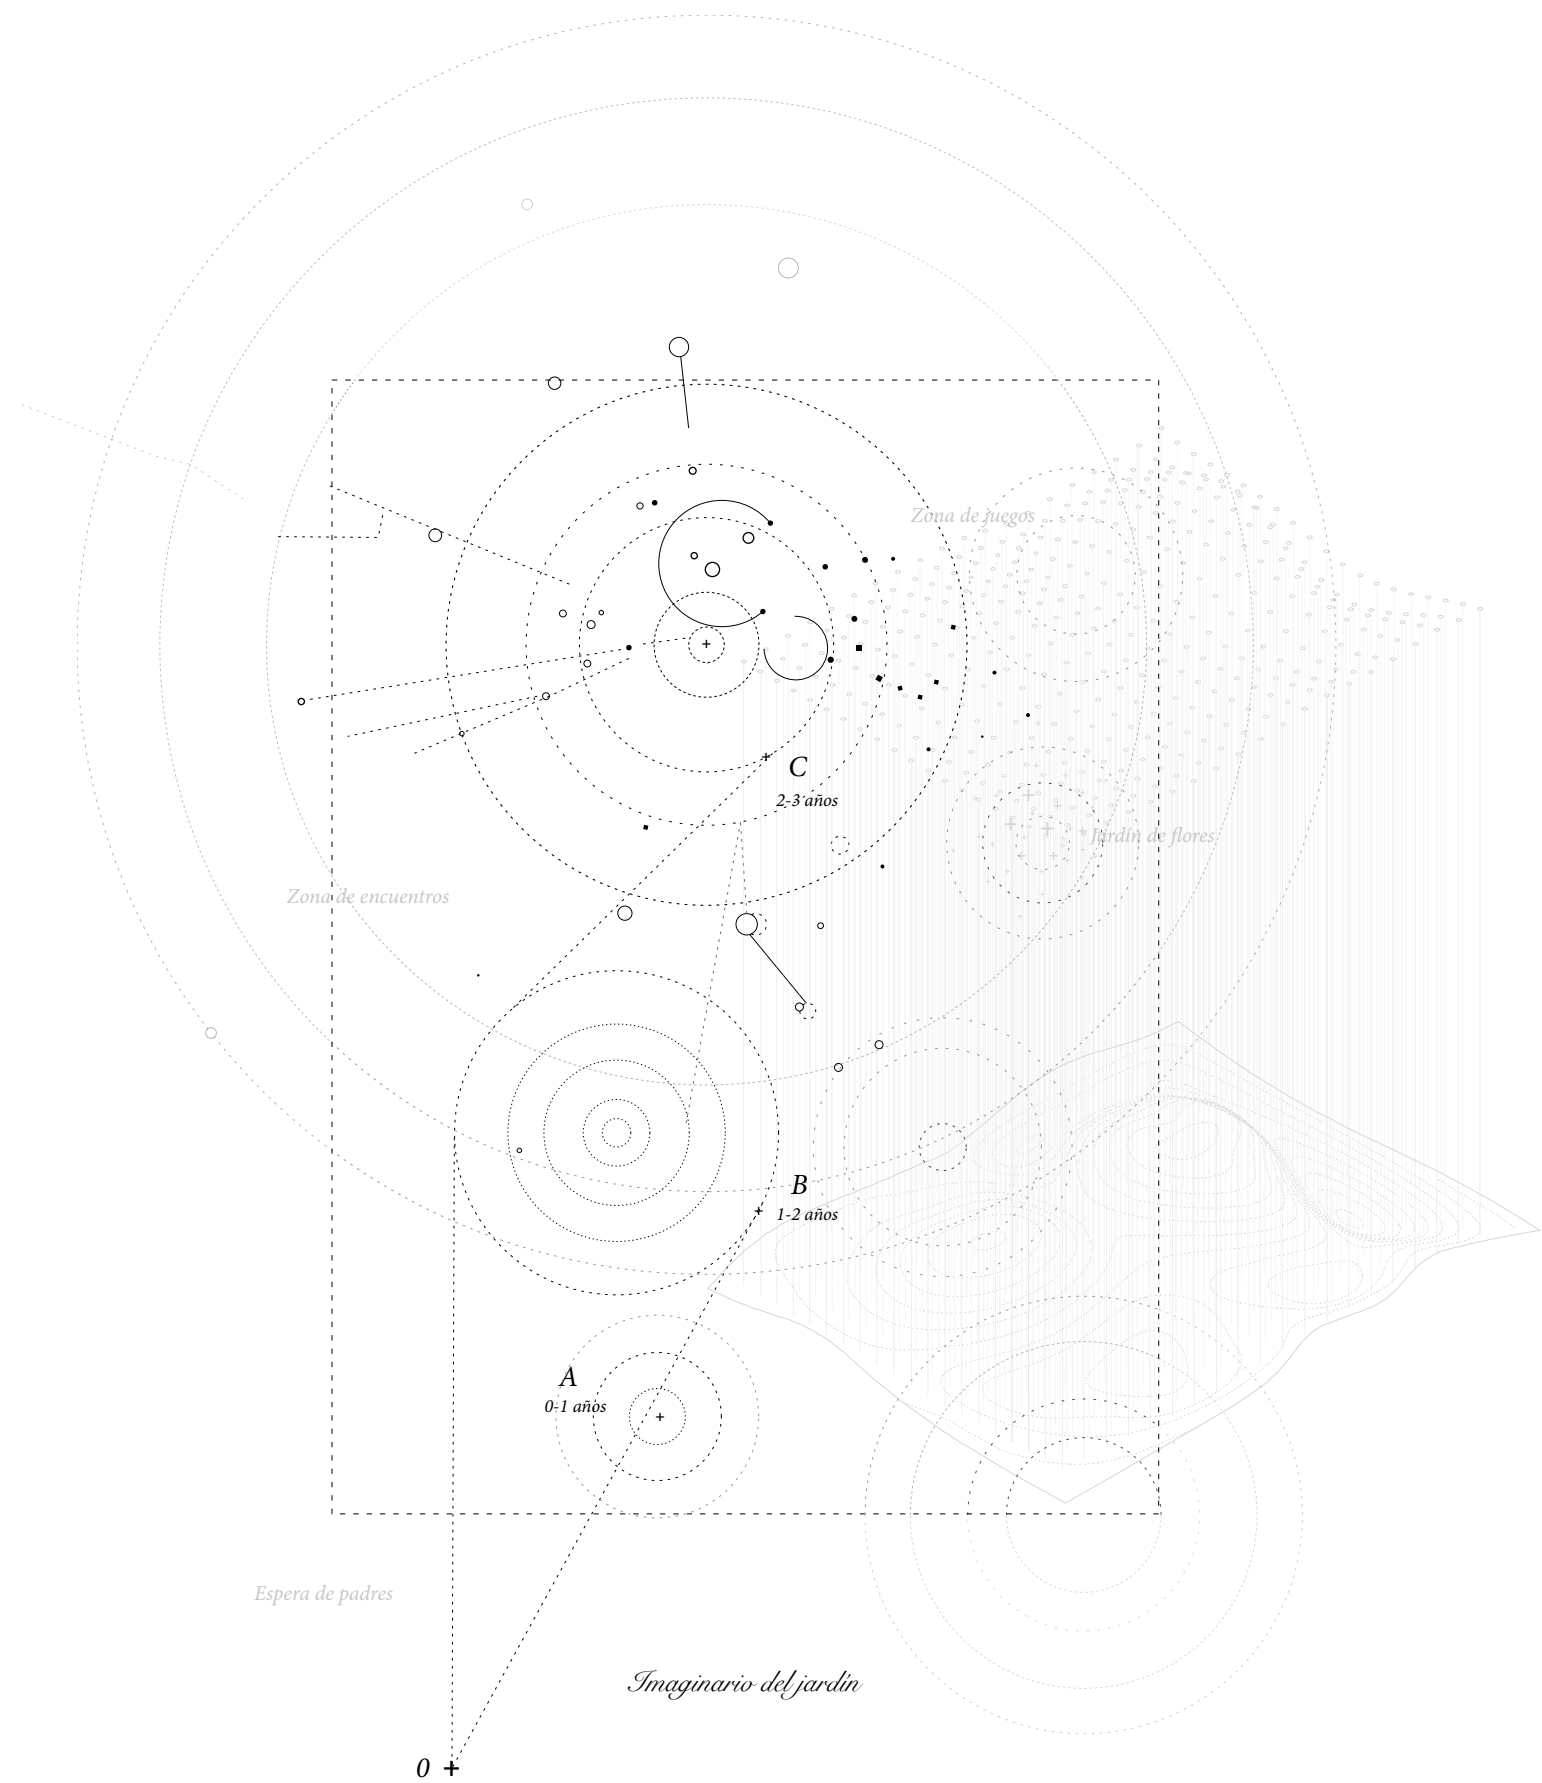 Zona de juegos
C
2-3 años
Jardín de flores
Zona de encuentros
B
1-2 años
A
0-1 años
Espera de padres
Imaginario del jardín
0